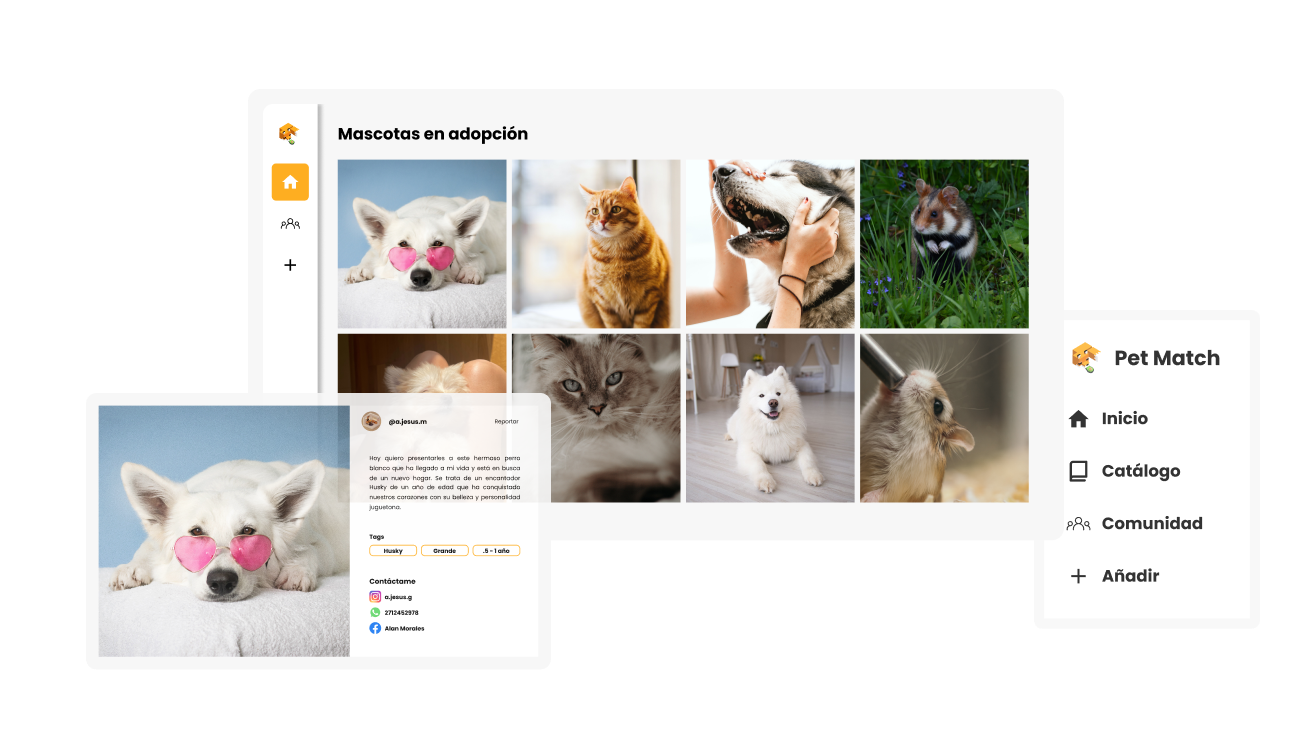 Mascotas en adopción
@a.jesus.m
Reportar
Hoy quiero presentarles a este hermoso perro
blanco que ha llegado a mi vida y está en busca
de un nuevo hogar. Se trata de un encantador
Husky de un año de edad que ha conquistado
nuestros corazones con su belleza y personalidad
juguetona.
Tags
Husky
Grande
.5 - 1 año
Contáctame
a.jesus.g
2712452978
Alan Morales
Pet Match
Inicio
Catálogo
Comunidad
Añadir